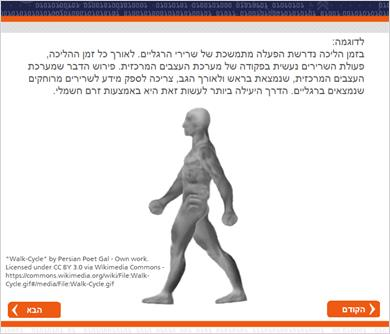 לדוגמה:
בזמן הליכה נדרשת הפעלה מתמשכת של שרירי הרגליים. לאורך כל זמן ההליכה,
פעולת השרירים נעשית בפקודה של מערכת העצבים המרכזית. פירוש הדבר שמערכת
העצבים המרכזית, שנמצאת בראש ולאורך הגב, צריכה לספק מידע לשרירים מרוחקים
שנמצאים ברגליים. הדרך היעילה ביותר לעשות זאת היא באמצעות זרם חשמלי.
"Walk-Cycle" by Persian Poet Gal - Own work.
Licensed under CC BY 3.0 via Wikimedia Commons -
https://commons.wikimedia.org/wiki/File:Walk-
Cycle.gif#/media/File:Walk-Cycle.gif
הקודם
הבא